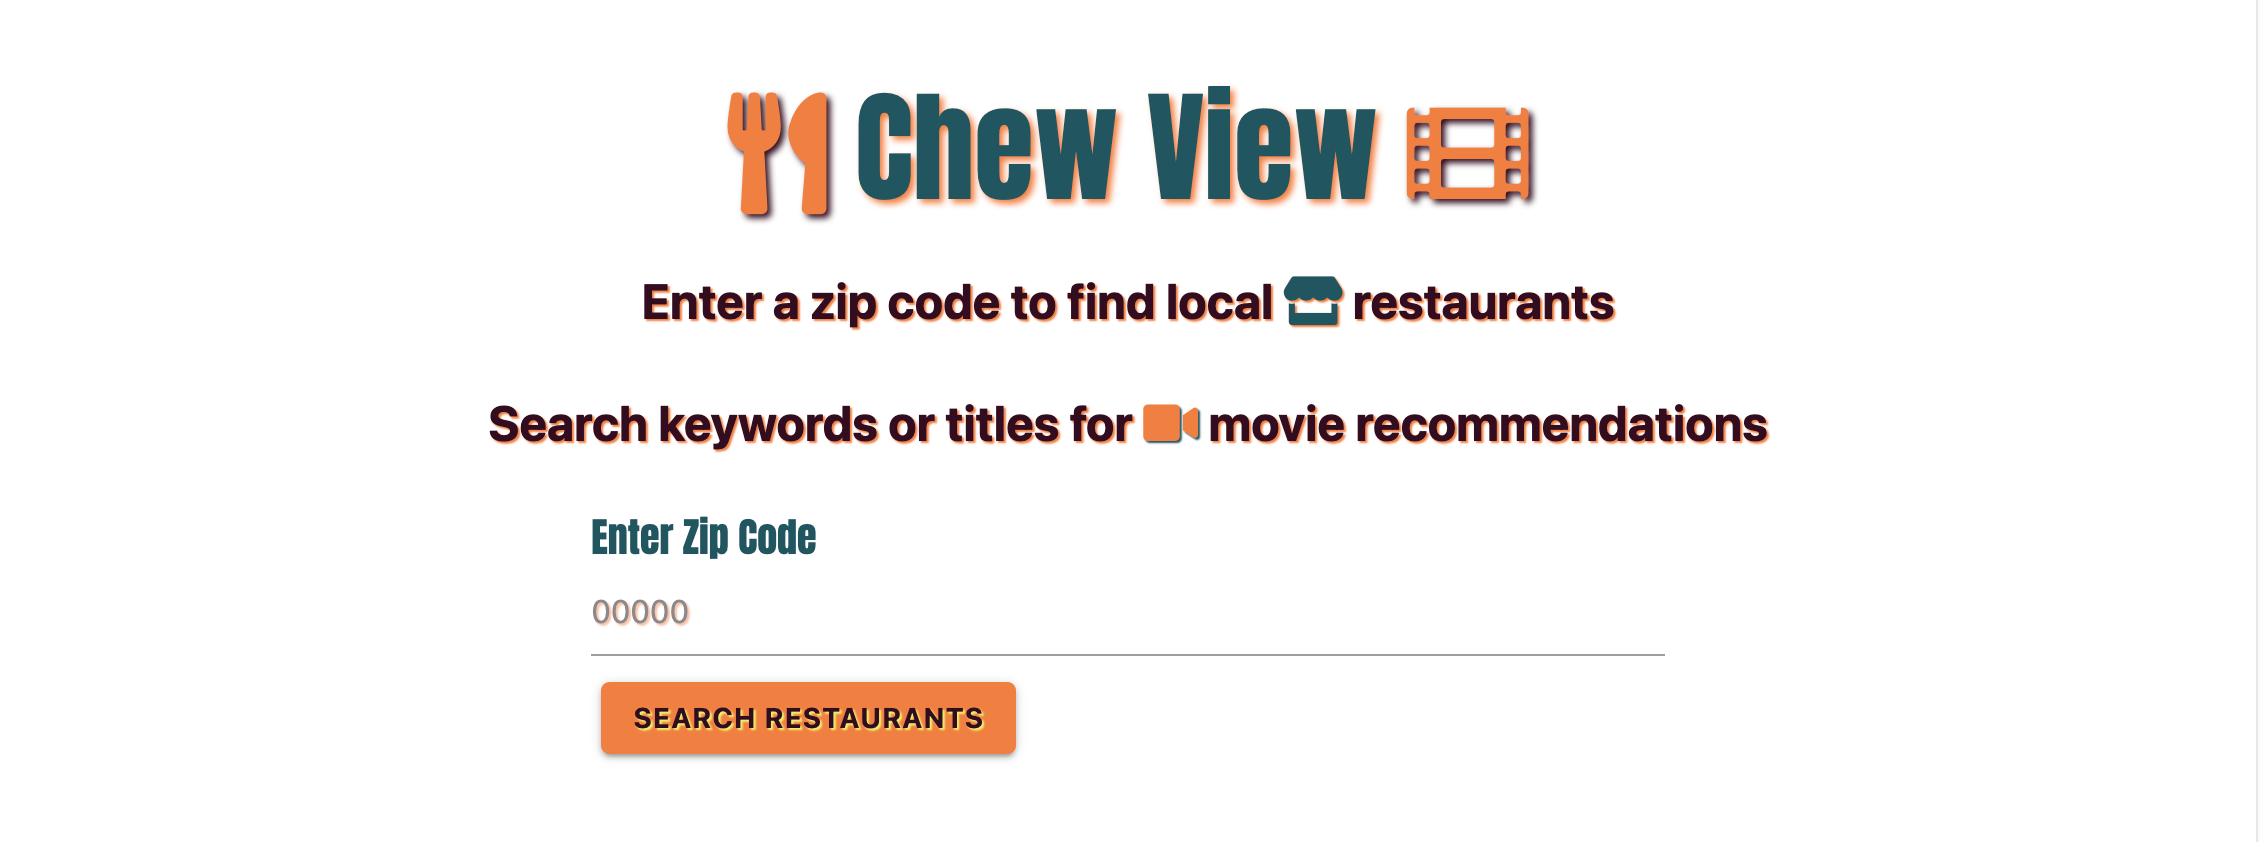 Chew View
Enter a zip code to find local restaurants
Search keywords or titles for movie recommendations
Enter Zip Code
00000
SEARCH RESTAURANTS